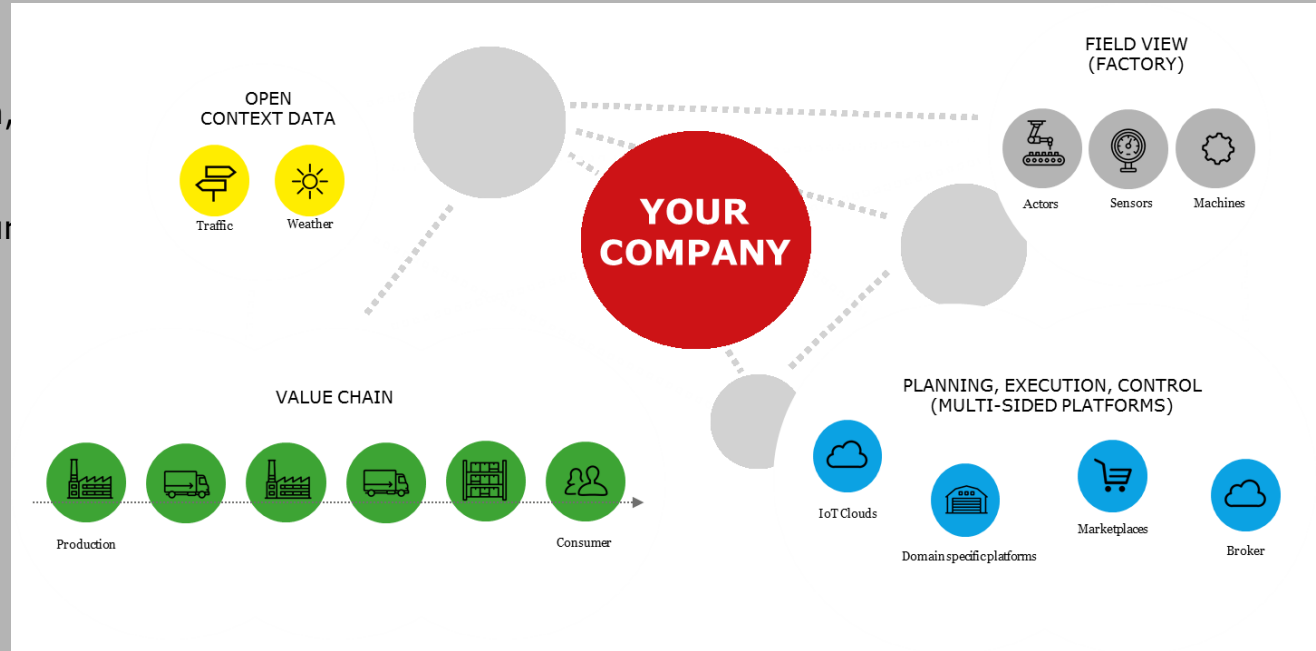 OPEN
CONTEXT DATA
Traffic
Weather
YOUR
COMPANY
FIELD VIEW
(FACTORY)
Actors
Sensors
Machines
VALUE CHAIN
Production
Consumer
PLANNING, EXECUTION, CONTROL
(MULTI-SIDED PLATFORMS)
IoT Clouds
Domain specific platforms
Marketplaces
Broker